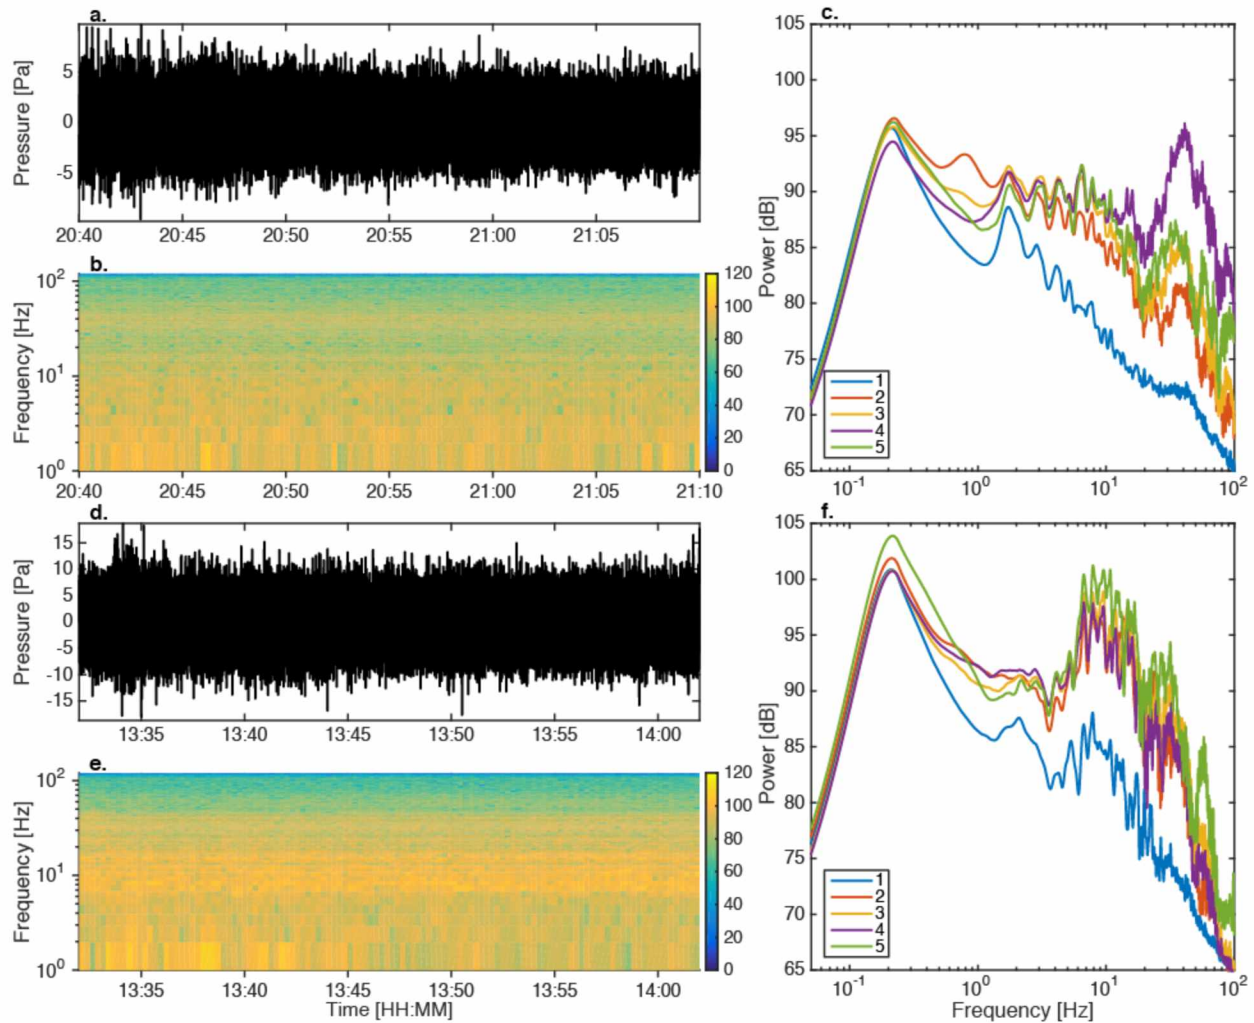 a.
Pressure [Pa]
5
0
-5
20:40 20:45 20:50 20:55 21:00 21:05
b.
Frequency [Hz]
10²
10¹
10⁰
20:40 20:45 20:50 20:55 21:00 21:05 21:10
120
100
80
60
40
20
0
c.
Power [dB]
105
100
95
90
85
80
75
70
65
1
2
3
4
5
10⁻¹ 10⁰ 10¹ 10²
d.
Pressure [Pa]
15
10
5
0
-5
-10
-15
13:35 13:40 13:45 13:50 13:55 14:00
e.
Frequency [Hz]
10²
10¹
10⁰
13:35 13:40 13:45 13:50 13:55 14:00
Time [HH:MM]
120
100
80
60
40
20
0
f.
Power [dB]
105
100
95
90
85
80
75
70
65
1
2
3
4
5
10⁻¹ 10⁰ 10¹ 10²
Frequency [Hz]